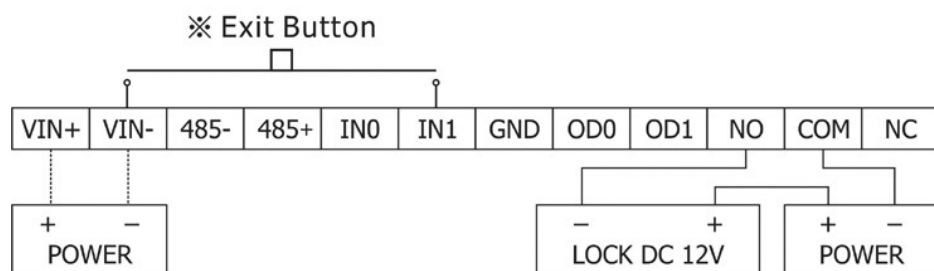 ※ Exit Button
VIN+ VIN- 485- 485+ IN0 IN1 GND OD0 OD1 NO COM NC
+ − − + + −
POWER LOCK DC 12V POWER